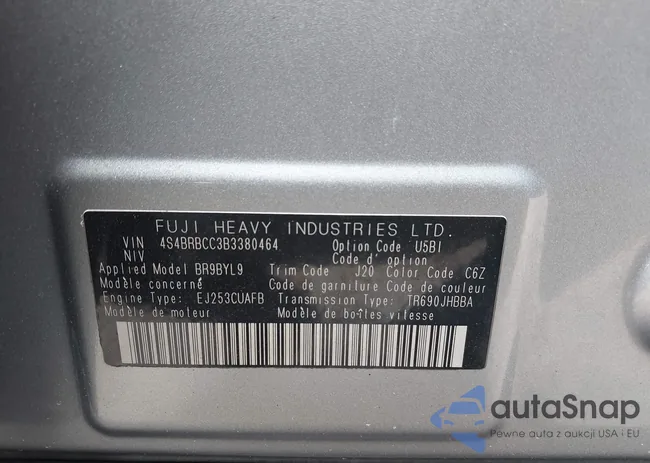 FUJI HEAVY INDUSTRIES LTD.
VIN 4S4BRBCC3B3380464 Option Code U5BI
NIV Code d' option
Applied Model BR9BYL9 Trim Code J20 Color Code C6Z
Modèle concerné Code de garniture Code de couleur
Engine Type: EJ253CUAFB Transmission Type: TR690JHBBA
Modèle de moteur Modèle de boîtes vitesse
autaSnap
Pewne auta z aukcji USA i EU